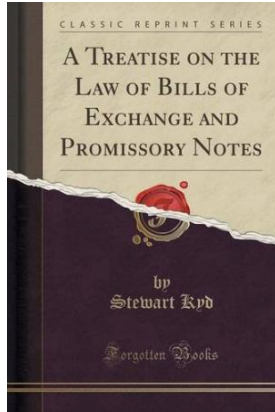 CLASSIC REPRINT SERIES
A TREATISE ON THE
LAW OF BILLS OF
EXCHANGE AND
PROMISSORY NOTES
by
Stewart Kyd
Forgotten Books